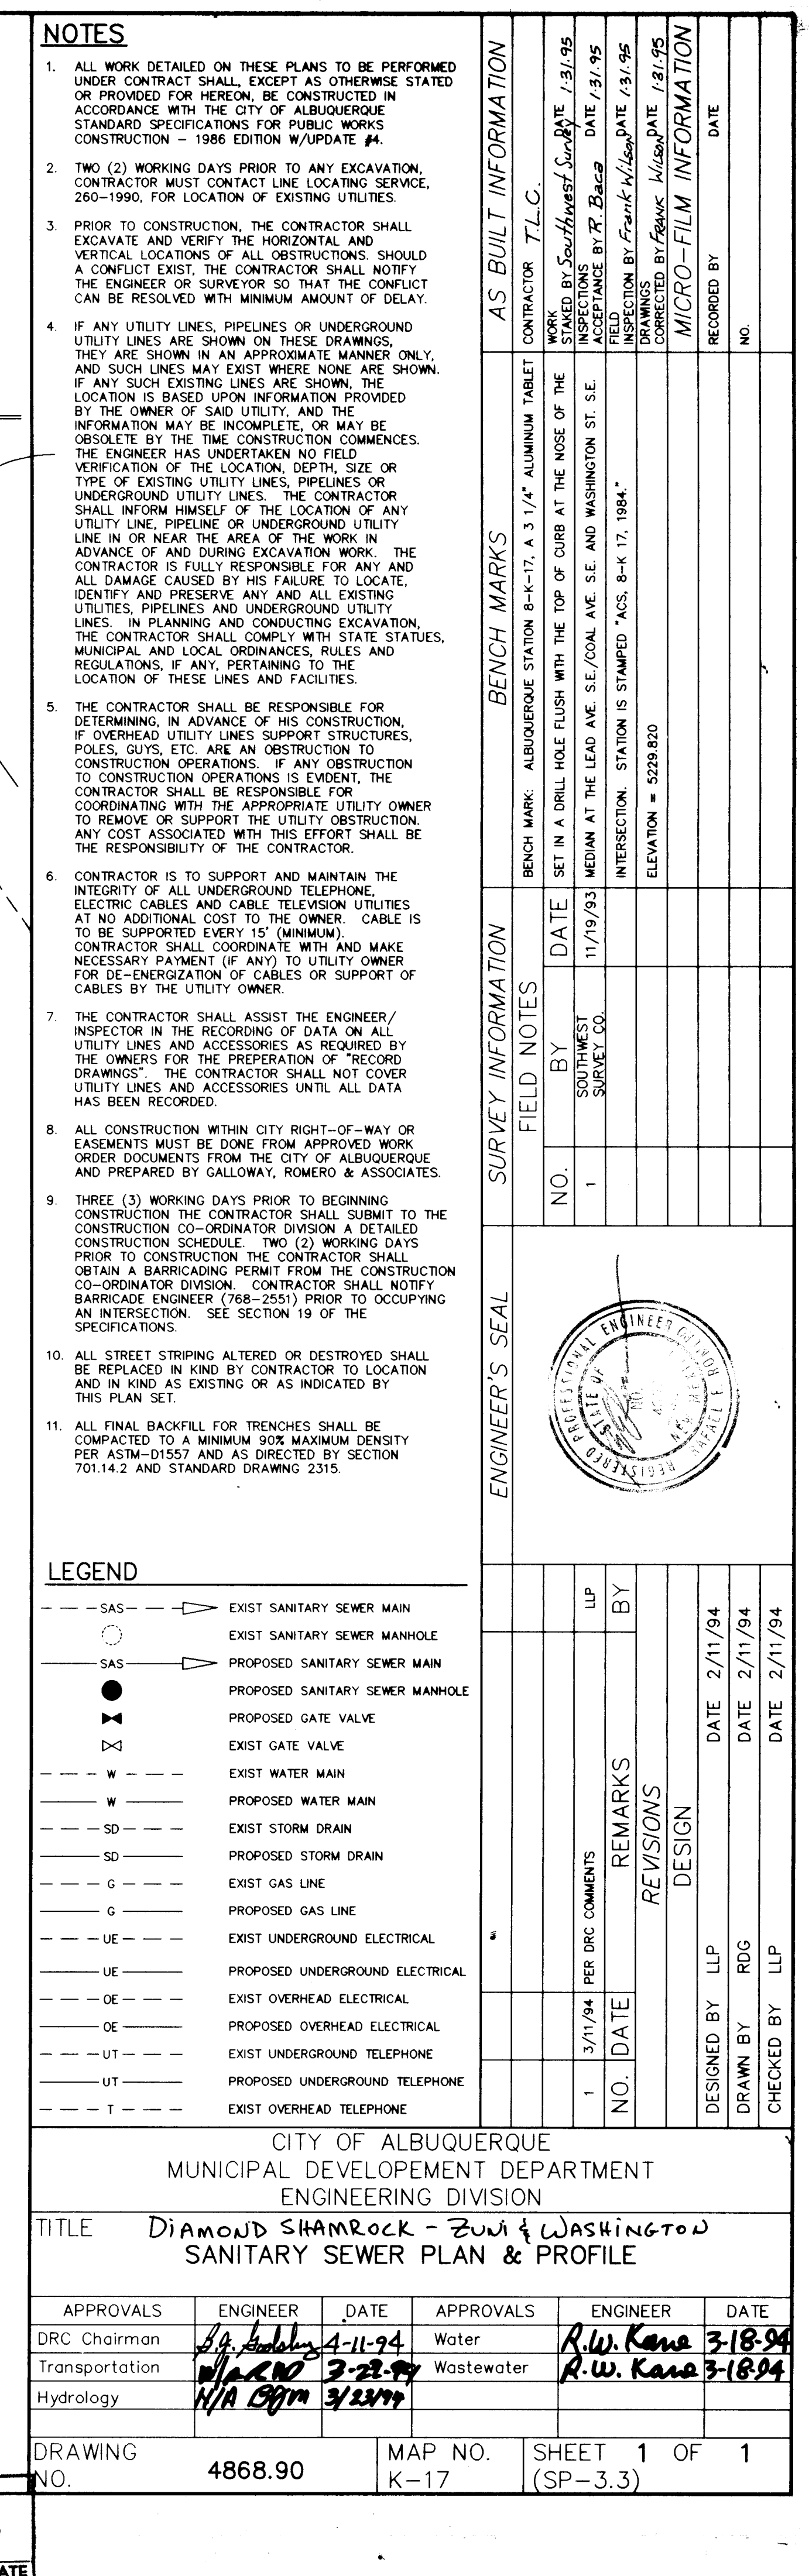 NOTES
1. ALL WORK DETAILED ON THESE PLANS TO BE PERFORMED
UNDER CONTRACT SHALL, EXCEPT AS OTHERWISE STATED
OR PROVIDED FOR HEREON, BE CONSTRUCTED IN
ACCORDANCE WITH THE CITY OF ALBUQUERQUE
STANDARD SPECIFICATIONS FOR PUBLIC WORKS
CONSTRUCTION - 1986 EDITION W/UPDATE #4.
2. TWO (2) WORKING DAYS PRIOR TO ANY EXCAVATION,
CONTRACTOR MUST CONTACT LINE LOCATING SERVICE,
260-1990, FOR LOCATION OF EXISTING UTILITIES.
3. PRIOR TO CONSTRUCTION, THE CONTRACTOR SHALL
EXCAVATE AND VERIFY THE HORIZONTAL AND
VERTICAL LOCATIONS OF ALL OBSTRUCTIONS. SHOULD
A CONFLICT EXIST, THE CONTRACTOR SHALL NOTIFY
THE ENGINEER OR SURVEYOR SO THAT THE CONFLICT
CAN BE RESOLVED WITH MINIMUM AMOUNT OF DELAY.
4. IF ANY UTILITY LINES, PIPELINES OR UNDERGROUND
UTILITY LINES ARE SHOWN ON THESE DRAWINGS,
THEY ARE SHOWN IN AN APPROXIMATE MANNER ONLY,
AND SUCH LINES MAY EXIST WHERE NONE ARE SHOWN.
IF ANY SUCH EXISTING LINES ARE SHOWN, THE
LOCATION IS BASED UPON INFORMATION PROVIDED
BY THE OWNER OF SAID UTILITY, AND THE
INFORMATION MAY BE INCOMPLETE, OR MAY BE
OBSOLETE BY THE TIME CONSTRUCTION COMMENCES.
THE ENGINEER HAS UNDERTAKEN NO FIELD
VERIFICATION OF THE LOCATION, DEPTH, SIZE OR
TYPE OF EXISTING UTILITY LINES, PIPELINES OR
UNDERGROUND UTILITY LINES. THE CONTRACTOR
SHALL INFORM HIMSELF OF THE LOCATION OF ANY
UTILITY LINE, PIPELINE OR UNDERGROUND UTILITY
LINE IN OR NEAR THE AREA OF THE WORK IN
ADVANCE OF AND DURING EXCAVATION WORK. THE
CONTRACTOR IS FULLY RESPONSIBLE FOR ANY AND
ALL DAMAGE CAUSED BY HIS FAILURE TO LOCATE,
IDENTIFY AND PRESERVE ANY AND ALL EXISTING
UTILITIES, PIPELINES AND UNDERGROUND UTILITY
LINES. IN PLANNING AND CONDUCTING EXCAVATION,
THE CONTRACTOR SHALL COMPLY WITH STATE STATUES,
MUNICIPAL AND LOCAL ORDINANCES, RULES AND
REGULATIONS, IF ANY, PERTAINING TO THE
LOCATION OF THESE LINES AND FACILITIES.
5. THE CONTRACTOR SHALL BE RESPONSIBLE FOR
DETERMINING, IN ADVANCE OF HIS CONSTRUCTION,
IF OVERHEAD UTILITY LINES SUPPORT STRUCTURES,
POLES, GUYS, ETC. ARE AN OBSTRUCTION TO
CONSTRUCTION OPERATIONS. IF ANY OBSTRUCTION
TO CONSTRUCTION OPERATIONS IS EVIDENT, THE
CONTRACTOR SHALL BE RESPONSIBLE FOR
COORDINATING WITH THE APPROPRIATE UTILITY OWNER
TO REMOVE OR SUPPORT THE UTILITY OBSTRUCTION.
ANY COST ASSOCIATED WITH THIS EFFORT SHALL BE
THE RESPONSIBILITY OF THE CONTRACTOR.
6. CONTRACTOR IS TO SUPPORT AND MAINTAIN THE
INTEGRITY OF ALL UNDERGROUND TELEPHONE,
ELECTRIC CABLES AND CABLE TELEVISION UTILITIES
AT NO ADDITIONAL COST TO THE OWNER. CABLE IS
TO BE SUPPORTED EVERY 15' (MINIMUM).
CONTRACTOR SHALL COORDINATE WITH AND MAKE
NECESSARY PAYMENT (IF ANY) TO UTILITY OWNER
FOR DE-ENERGIZATION OF CABLES OR SUPPORT OF
CABLES BY THE UTILITY OWNER.
7. THE CONTRACTOR SHALL ASSIST THE ENGINEER/
INSPECTOR IN THE RECORDING OF DATA ON ALL
UTILITY LINES AND ACCESSORIES AS REQUIRED BY
THE OWNERS FOR THE PREPERATION OF "RECORD
DRAWINGS". THE CONTRACTOR SHALL NOT COVER
UTILITY LINES AND ACCESSORIES UNTIL ALL DATA
HAS BEEN RECORDED.
8. ALL CONSTRUCTION WITHIN CITY RIGHT-OF-WAY OR
EASEMENTS MUST BE DONE FROM APPROVED WORK
ORDER DOCUMENTS FROM THE CITY OF ALBUQUERQUE
AND PREPARED BY GALLOWAY, ROMERO & ASSOCIATES.
9. THREE (3) WORKING DAYS PRIOR TO BEGINNING
CONSTRUCTION THE CONTRACTOR SHALL SUBMIT TO THE
CONSTRUCTION CO-ORDINATOR DIVISION A DETAILED
CONSTRUCTION SCHEDULE. TWO (2) WORKING DAYS
PRIOR TO CONSTRUCTION THE CONTRACTOR SHALL
OBTAIN A BARRICADING PERMIT FROM THE CONSTRUCTION
CO-ORDINATOR DIVISION. CONTRACTOR SHALL NOTIFY
BARRICADE ENGINEER (768-2551) PRIOR TO OCCUPYING
AN INTERSECTION. SEE SECTION 19 OF THE
SPECIFICATIONS.
10. ALL STREET STRIPING ALTERED OR DESTROYED SHALL
BE REPLACED IN KIND BY CONTRACTOR TO LOCATION
AND IN KIND AS EXISTING OR AS INDICATED BY
THIS PLAN SET.
11. ALL FINAL BACKFILL FOR TRENCHES SHALL BE
COMPACTED TO A MINIMUM 90% MAXIMUM DENSITY
PER ASTM-D1557 AND AS DIRECTED BY SECTION
701.14.2 AND STANDARD DRAWING 2315.
LEGEND
SAS EXIST SANITARY SEWER MAIN
EXIST SANITARY SEWER MANHOLE
SAS PROPOSED SANITARY SEWER MAIN
PROPOSED SANITARY SEWER MANHOLE
PROPOSED GATE VALVE
EXIST GATE VALVE
W EXIST WATER MAIN
W PROPOSED WATER MAIN
SD EXIST STORM DRAIN
SD PROPOSED STORM DRAIN
G EXIST GAS LINE
G PROPOSED GAS LINE
UE EXIST UNDERGROUND ELECTRICAL
UE PROPOSED UNDERGROUND ELECTRICAL
OE EXIST OVERHEAD ELECTRICAL
OE PROPOSED OVERHEAD ELECTRICAL
UT EXIST UNDERGROUND TELEPHONE
UT PROPOSED UNDERGROUND TELEPHONE
T EXIST OVERHEAD TELEPHONE
AS BUILT INFORMATION
CONTRACTOR T.L.C.
WORK
STAKED BY Southwest Survey DATE 1.31.95
INSPECTIONS
ACCEPTANCE BY R. Baca DATE 1.31.95
FIELD
INSPECTION BY Frank Wilson DATE 1.31.95
DRAWINGS
CORRECTED BY FRANK WILSON DATE 1.31.95
MICRO-FILM INFORMATION
RECORDED BY DATE
NO.
BENCH MARKS
BENCH MARK: ALBUQUERQUE STATION 8-K-17, A 3 1/4" ALUMINUM TABLET
SET IN A DRILL HOLE FLUSH WITH THE TOP OF CURB AT THE NOSE OF THE
MEDIAN AT THE LEAD AVE. S.E./COAL AVE. S.E. AND WASHINGTON ST. S.E.
INTERSECTION. STATION IS STAMPED "ACS, 8-K 17, 1984."
ELEVATION = 5229.820
SURVEY INFORMATION
FIELD NOTES
NO. BY DATE
1 SOUTHWEST SURVEY CO. 11/19/93
ENGINEER'S SEAL
REGISTERED PROFESSIONAL ENGINEER
STATE OF NEW MEXICO
NO.
RAFAEL F ROMERO
1 3/11/94 PER DRC COMMENTS LLP
NO. DATE REMARKS BY
REVISIONS
DESIGN
DESIGNED BY LLP DATE 2/11/94
DRAWN BY RDG DATE 2/11/94
CHECKED BY LLP DATE 2/11/94
CITY OF ALBUQUERQUE
MUNICIPAL DEVELOPEMENT DEPARTMENT
ENGINEERING DIVISION
TITLE DIAMOND SHAMROCK - ZUNI & WASHINGTON
SANITARY SEWER PLAN & PROFILE
APPROVALS ENGINEER DATE APPROVALS ENGINEER DATE
DRC Chairman 4-11-94 Water R.W. Kane 3-18-94
Transportation 3-22-94 Wastewater R.W. Kane 3-18-94
Hydrology N/A BJM 3/23/94
DRAWING NO. 4868.90
MAP NO. K-17
SHEET 1 OF 1
(SP-3.3)
ATE